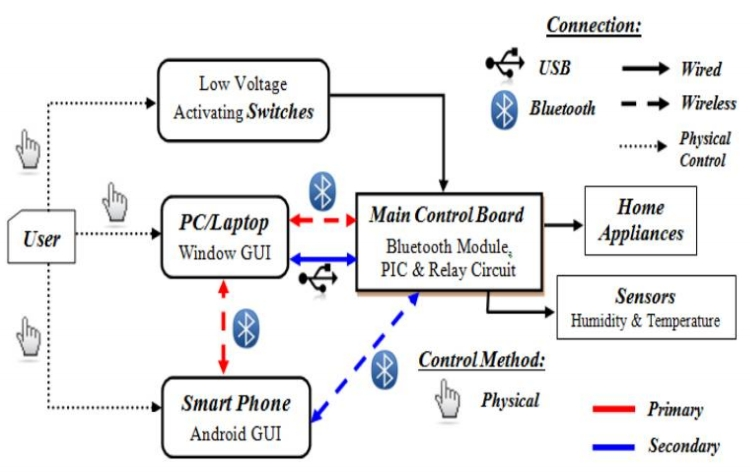 Connection:
USB
Wired
Bluetooth
Wireless
Physical
Control
Low Voltage
Activating Switches
User
PC/Laptop
Window GUI
Main Control Board
Bluetooth Module,
PIC & Relay Circuit
Home
Appliances
Sensors
Humidity & Temperature
Smart Phone
Android GUI
Control Method:
Physical
Primary
Secondary